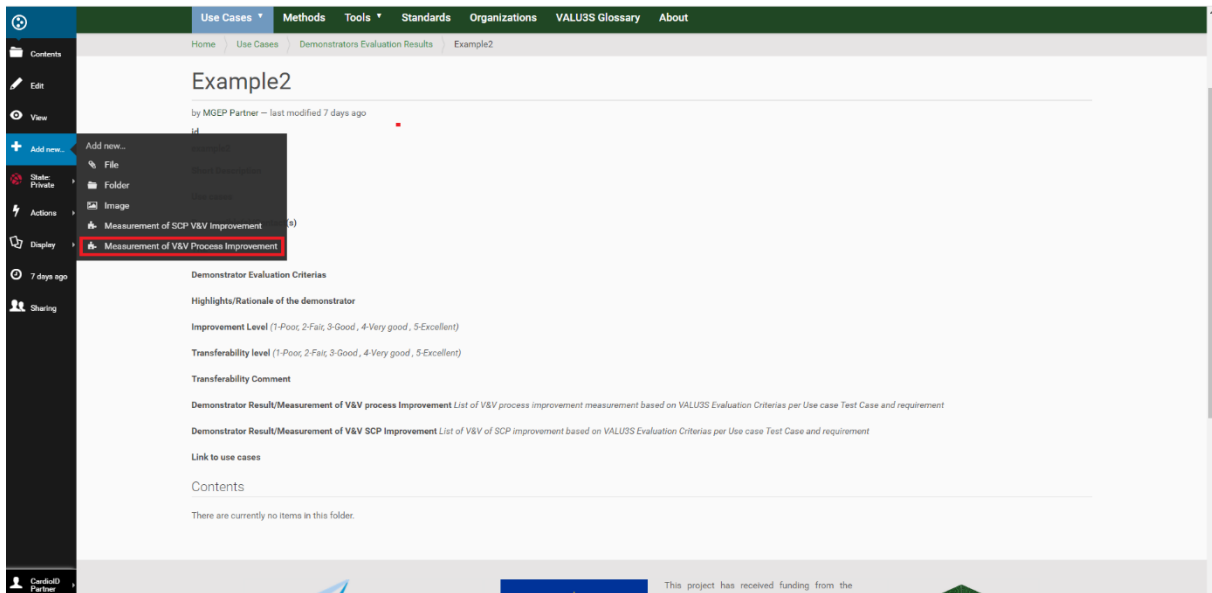 Use Cases ▼ Methods Tools ▼ Standards Organizations VALU3S Glossary About
Home Use Cases Demonstrators Evaluation Results Example2
Contents
Edit
View
Add new...
State: Private
Actions
Display
7 days ago
Sharing
CardioID Partner
Add new...
File
Folder
Image
Measurement of SCP V&V Improvement
Measurement of V&V Process Improvement
Example2
by MGEP Partner — last modified 7 days ago
id
(s)
Demonstrator Evaluation Criterias
Highlights/Rationale of the demonstrator
Improvement Level (1-Poor, 2-Fair, 3-Good , 4-Very good , 5-Excellent)
Transferability level (1-Poor, 2-Fair, 3-Good , 4-Very good , 5-Excellent)
Transferability Comment
Demonstrator Result/Measurement of V&V process Improvement List of V&V process improvement measurement based on VALU3S Evaluation Criterias per Use case Test Case and requirement
Demonstrator Result/Measurement of V&V SCP Improvement List of V&V of SCP improvement based on VALU3S Evaluation Criterias per Use case Test Case and requirement
Link to use cases
Contents
There are currently no items in this folder.
This project has received funding from the